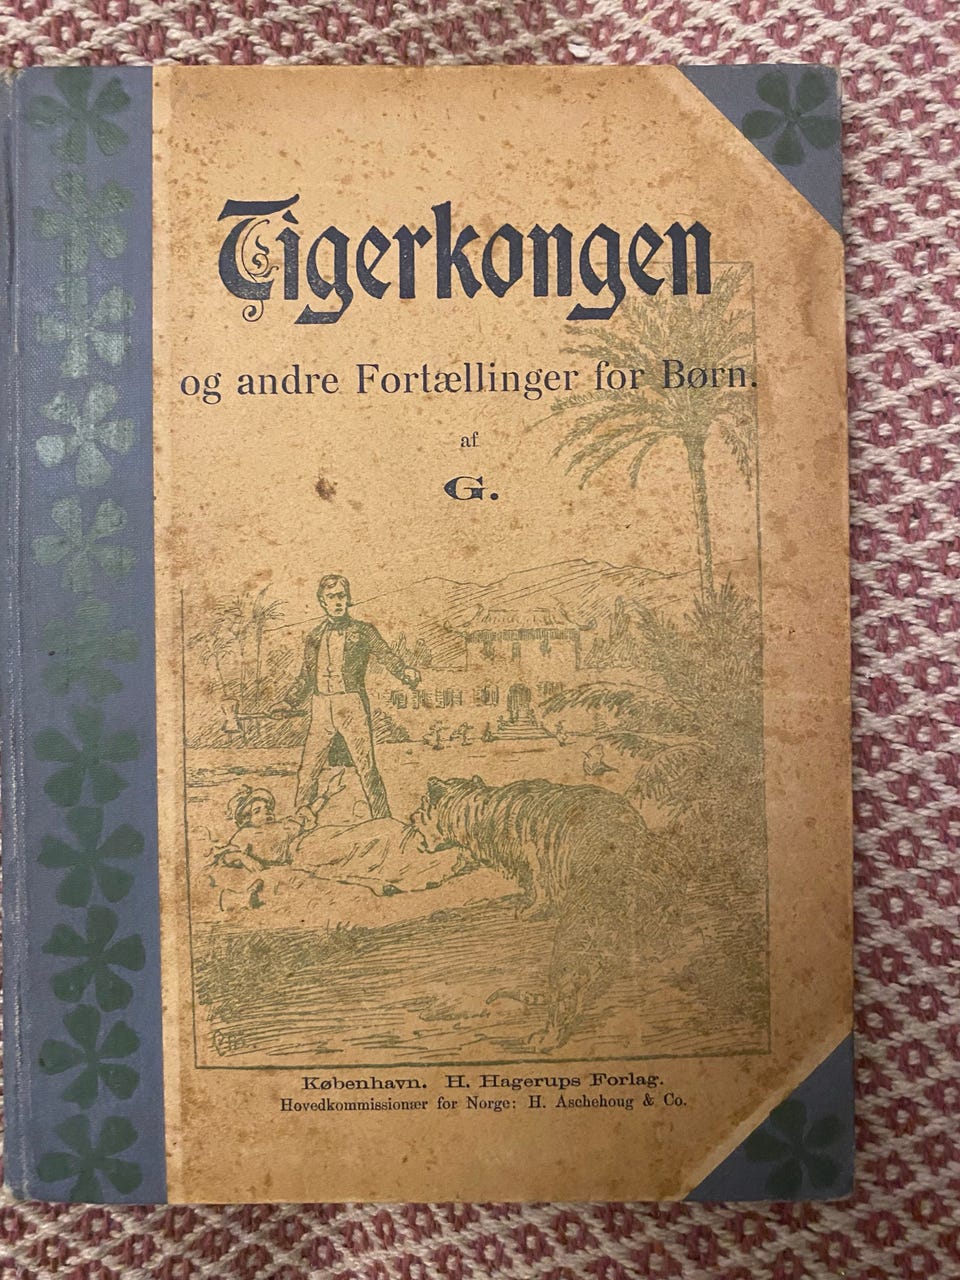 Tigerkongen
og andre Fortællinger for Børn.
af
G.
København. H. Hagerups Forlag.
Hovedkommissionær for Norge: H. Aschehoug & Co.